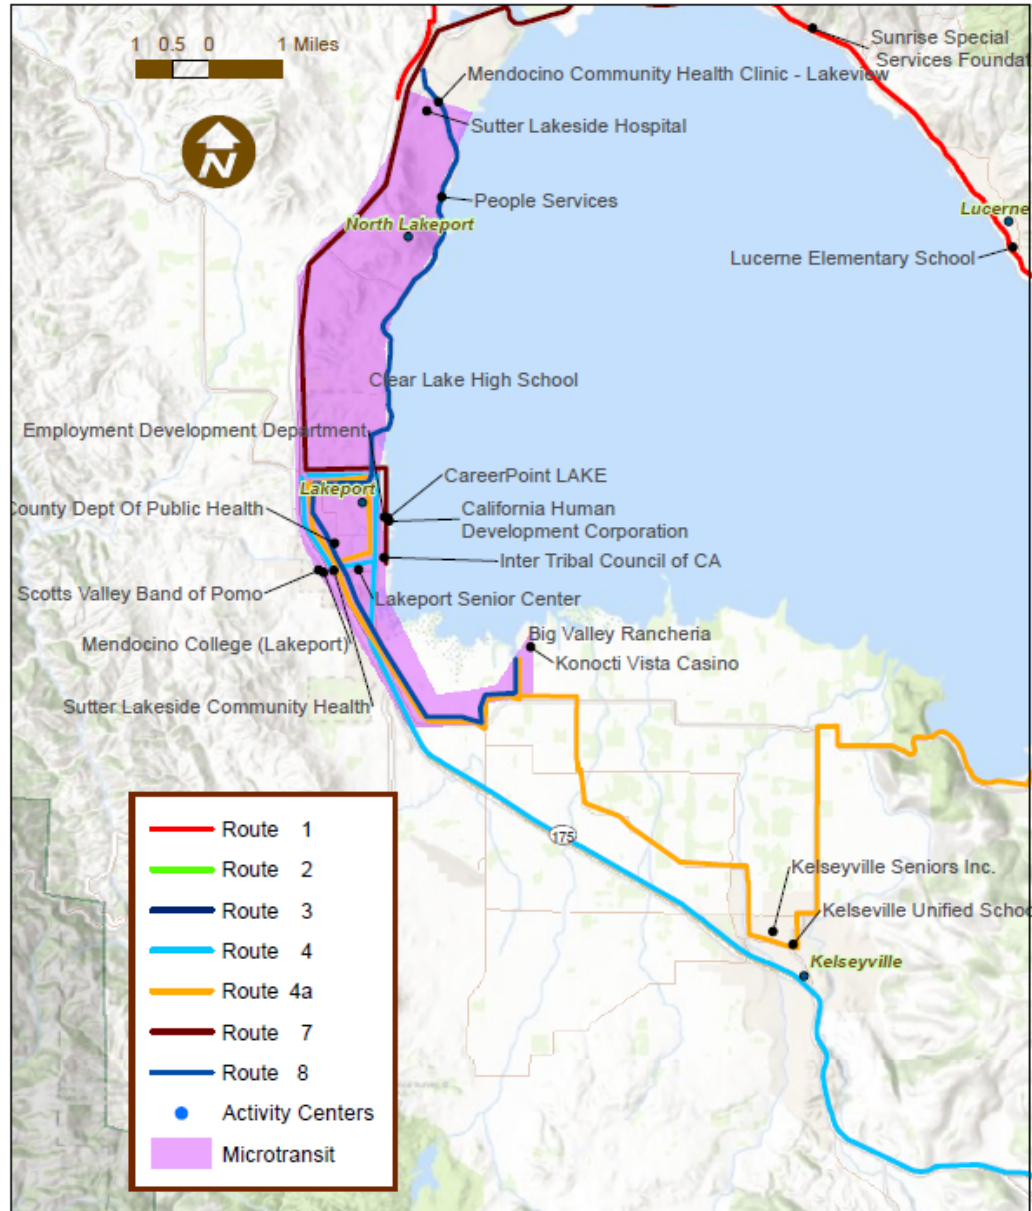 1 0.5 0 1 Miles
Sunrise Special
Services Foundat
Mendocino Community Health Clinic - Lakeview
Sutter Lakeside Hospital
N
People Services
North Lakeport
Lucerne
Lucerne Elementary School
Clear Lake High School
Employment Development Department
CareerPoint LAKE
Lakeport
County Dept Of Public Health
California Human
Development Corporation
Inter Tribal Council of CA
Scotts Valley Band of Pomo
Lakeport Senior Center
Mendocino College (Lakeport)
Big Valley Rancheria
Konocti Vista Casino
Sutter Lakeside Community Health
175
Kelseyville Seniors Inc.
Kelseville Unified Schoo
Kelseyville
Route 1
Route 2
Route 3
Route 4
Route 4a
Route 7
Route 8
Activity Centers
Microtransit